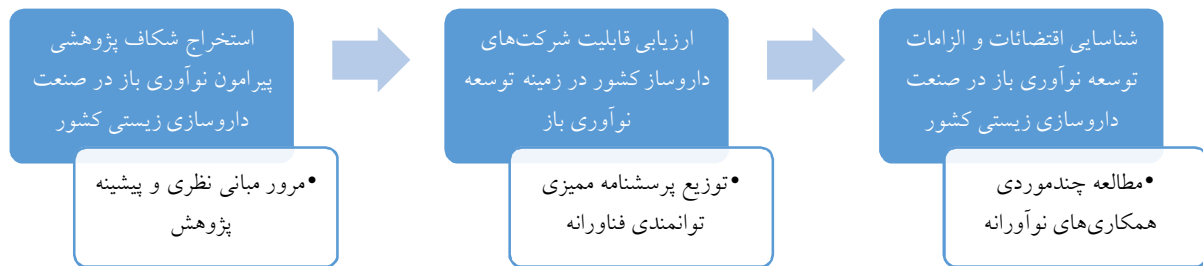 استخراج شکاف پژوهشی
پیرامون نوآوری باز در صنعت
داروسازی زیستی کشور
•مرور مبانی نظری و پیشینه
پژوهش
ارزیابی قابلیت شرکت‌های
داروساز کشور در زمینه توسعه
نوآوری باز
•توزیع پرسشنامه ممیزی
توانمندی فناورانه
شناسایی اقتضائات و الزامات
توسعه نوآوری باز در صنعت
داروسازی زیستی کشور
•مطالعه چندموردی
همکاری‌های نوآورانه